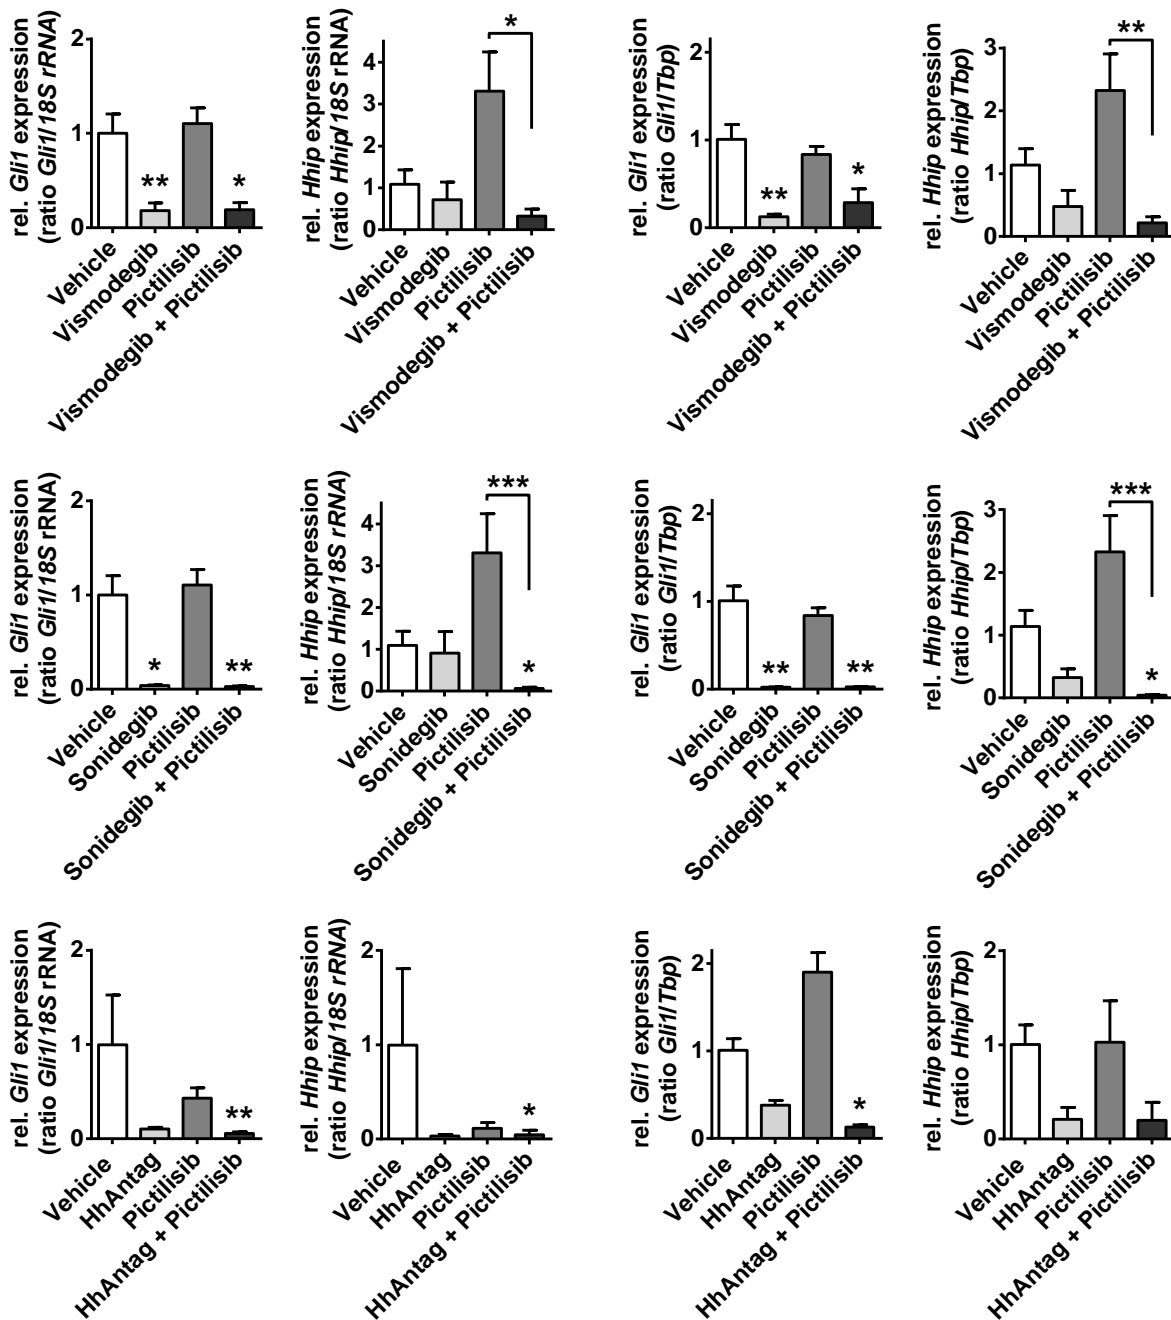 rel. Gli1 expression
(ratio Gli1/18S rRNA)
2
1
0
**
*
Vehicle
Vismodegib
Pictilisib
Vismodegib + Pictilisib
rel. Hhip expression
(ratio Hhip/18S rRNA)
4
3
2
1
0
*
Vehicle
Vismodegib
Pictilisib
Vismodegib + Pictilisib
rel. Gli1 expression
(ratio Gli1/Tbp)
2
1
0
**
*
Vehicle
Vismodegib
Pictilisib
Vismodegib + Pictilisib
rel. Hhip expression
(ratio Hhip/Tbp)
3
2
1
0
**
Vehicle
Vismodegib
Pictilisib
Vismodegib + Pictilisib
rel. Gli1 expression
(ratio Gli1/18S rRNA)
2
1
0
*
**
Vehicle
Sonidegib
Pictilisib
Sonidegib + Pictilisib
rel. Hhip expression
(ratio Hhip/18S rRNA)
4
3
2
1
0
***
*
Vehicle
Sonidegib
Pictilisib
Sonidegib + Pictilisib
rel. Gli1 expression
(ratio Gli1/Tbp)
2
1
0
**
**
Vehicle
Sonidegib
Pictilisib
Sonidegib + Pictilisib
rel. Hhip expression
(ratio Hhip/Tbp)
3
2
1
0
***
*
Vehicle
Sonidegib
Pictilisib
Sonidegib + Pictilisib
rel. Gli1 expression
(ratio Gli1/18S rRNA)
2
1
0
**
Vehicle
HhAntag
Pictilisib
HhAntag + Pictilisib
rel. Hhip expression
(ratio Hhip/18S rRNA)
2
1
0
*
Vehicle
HhAntag
Pictilisib
HhAntag + Pictilisib
rel. Gli1 expression
(ratio Gli1/Tbp)
2
1
0
*
Vehicle
HhAntag
Pictilisib
HhAntag + Pictilisib
rel. Hhip expression
(ratio Hhip/Tbp)
2
1
0
Vehicle
HhAntag
Pictilisib
HhAntag + Pictilisib